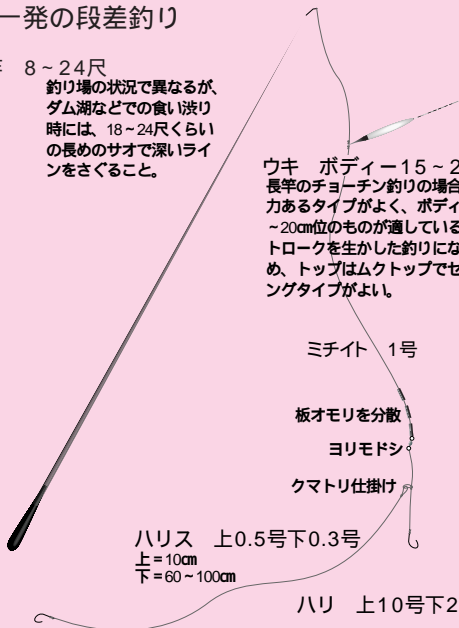 一発の段差釣り
8～24尺
釣り場の状況で異なるが、
ダム湖などでの食い渋り
時には、18～24尺くらい
の長めのサオで深いライ
ンをさぐること。
ウキ　ボディー15～2
長竿のチョーチン釣りの場合
力あるタイプがよく、ボディ
～20㎝位のものが適している
トロークを生かした釣りにな
め、トップはムクトップでセ
ングタイプがよい。
ミチイト　1号
板オモリを分散
ヨリモドシ
クマトリ仕掛け
ハリス　上0.5号下0.3号
上＝10㎝
下＝60～100㎝
ハリ　上10号下2